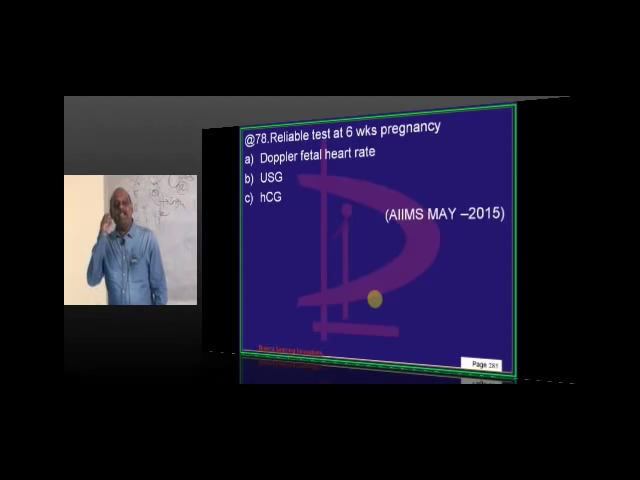 @78.Reliable test at 6 wks pregnancy
a) Doppler fetal heart rate
b) USG
c) hCG
(AIIMS MAY –2015)
Page 281